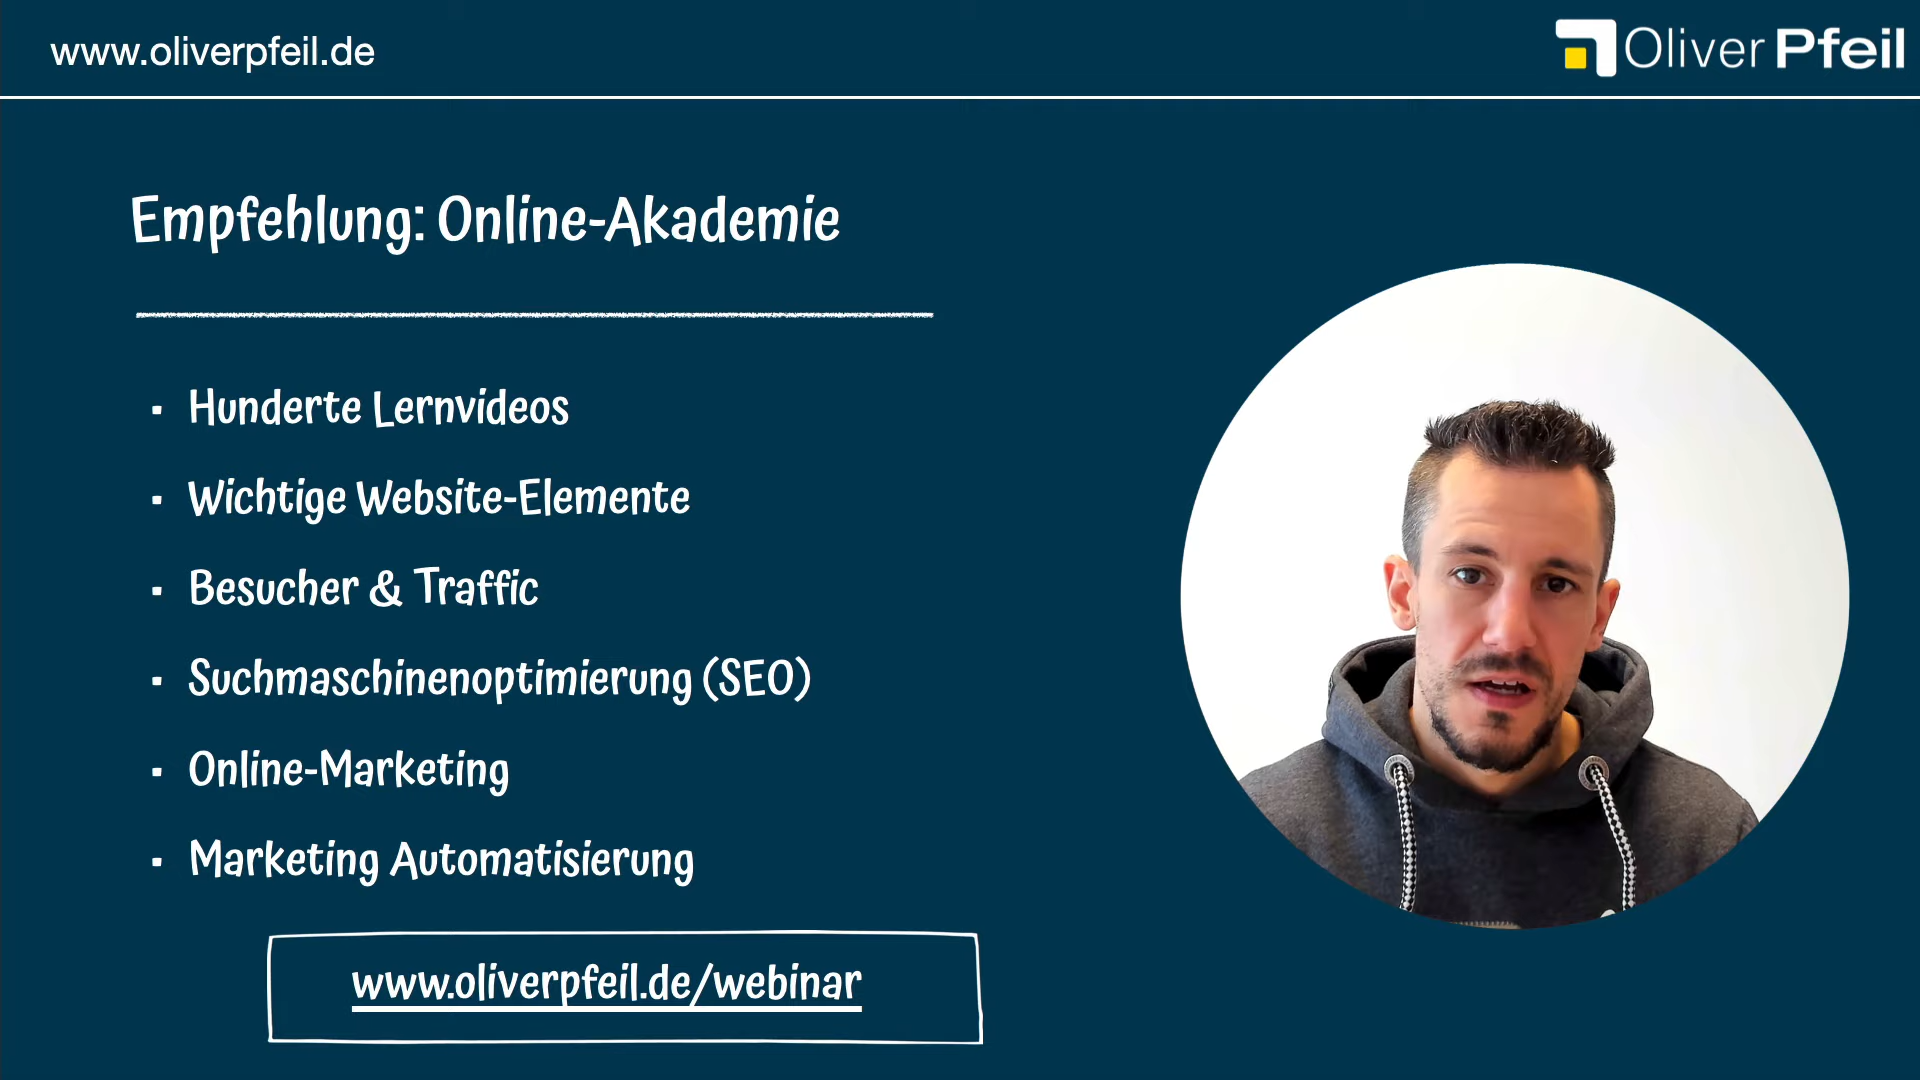 www.oliverpfeil.de
Oliver Pfeil
Empfehlung: Online-Akademie
Hunderte Lernvideos
Wichtige Website-Elemente
Besucher & Traffic
Suchmaschinenoptimierung (SEO)
Online-Marketing
Marketing Automatisierung
www.oliverpfeil.de/webinar